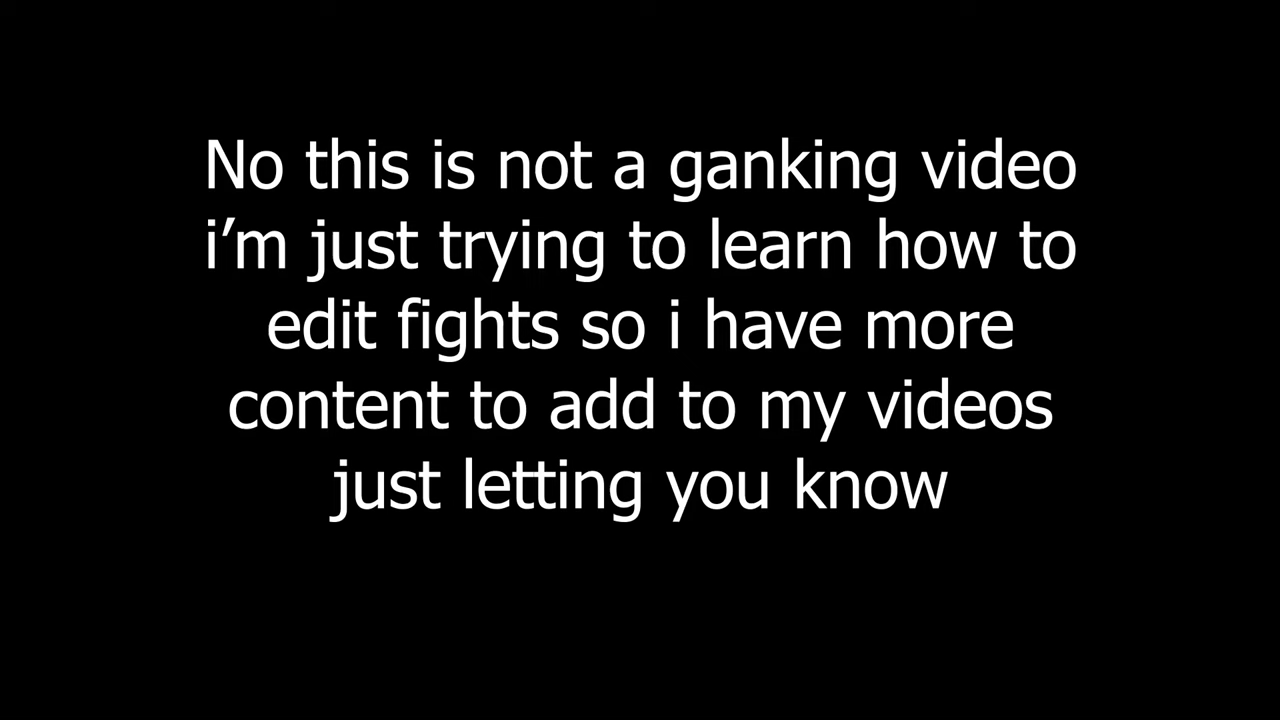 No this is not a ganking video
i’m just trying to learn how to
edit fights so i have more
content to add to my videos
just letting you know